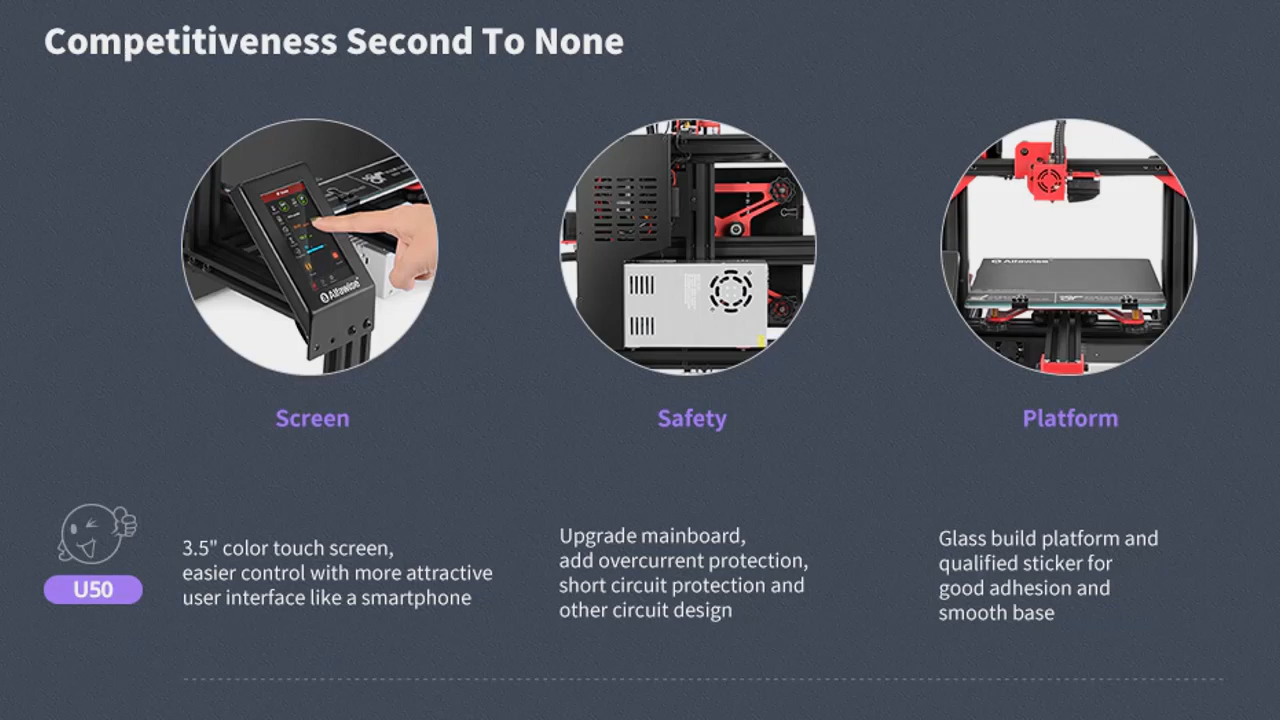 Competitiveness Second To None
Alfawise
Alfawise
Screen
Safety
Platform
U50
3.5" color touch screen,
easier control with more attractive
user interface like a smartphone
Upgrade mainboard,
add overcurrent protection,
short circuit protection and
other circuit design
Glass build platform and
qualified sticker for
good adhesion and
smooth base